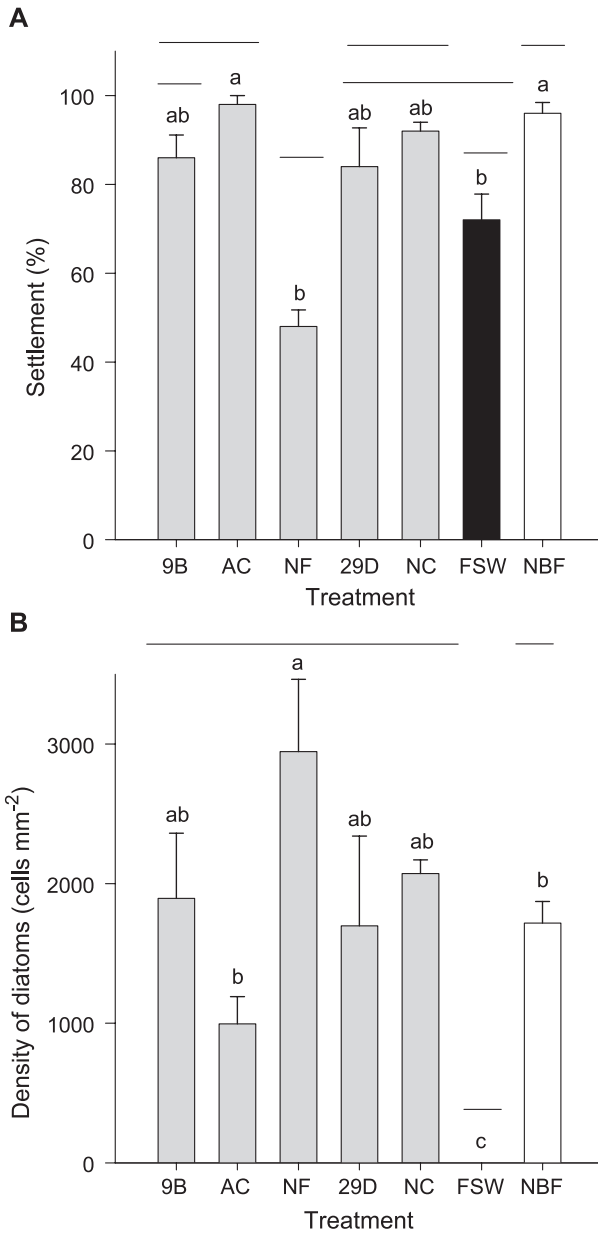 A
Settlement (%)
100
80
60
40
20
0
ab
a
b
ab
ab
b
a
9B AC NF 29D NC FSW NBF
Treatment
B
Density of diatoms (cells mm⁻²)
3000
2000
1000
0
ab
b
a
ab
ab
c
b
9B AC NF 29D NC FSW NBF
Treatment